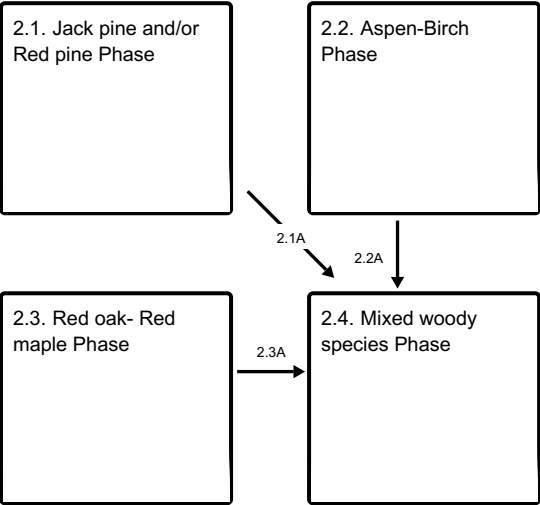 2.1. Jack pine and/or
Red pine Phase
2.2. Aspen-Birch
Phase
2.1A
2.2A
2.3. Red oak- Red
maple Phase
2.3A
2.4. Mixed woody
species Phase